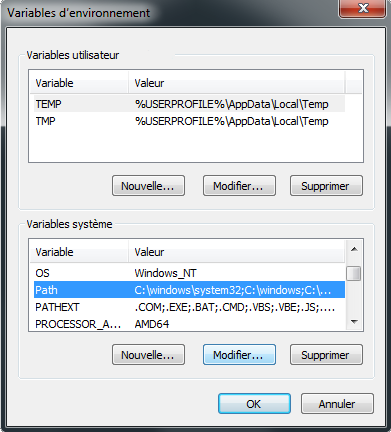 Variables d'environnement
Variables utilisateur
Variable Valeur
TEMP %USERPROFILE%\AppData\Local\Temp
TMP %USERPROFILE%\AppData\Local\Temp
Nouvelle... Modifier... Supprimer
Variables système
Variable Valeur
OS Windows_NT
Path C:\windows\system32;C:\windows;C:\...
PATHEXT .COM;.EXE;.BAT;.CMD;.VBS;.VBE;.JS;....
PROCESSOR_A... AMD64
Nouvelle... Modifier... Supprimer
OK Annuler